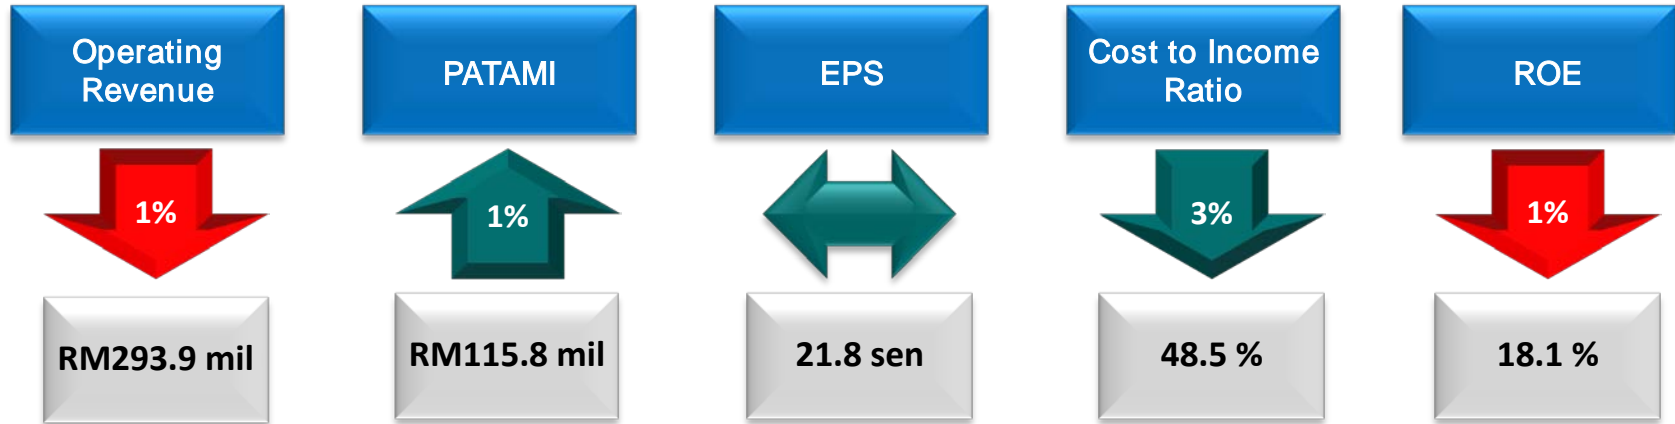 Operating
Revenue
PATAMI
EPS
Cost to Income
Ratio
ROE
1%
1%
3%
1%
RM293.9 mil
RM115.8 mil
21.8 sen
48.5 %
18.1 %